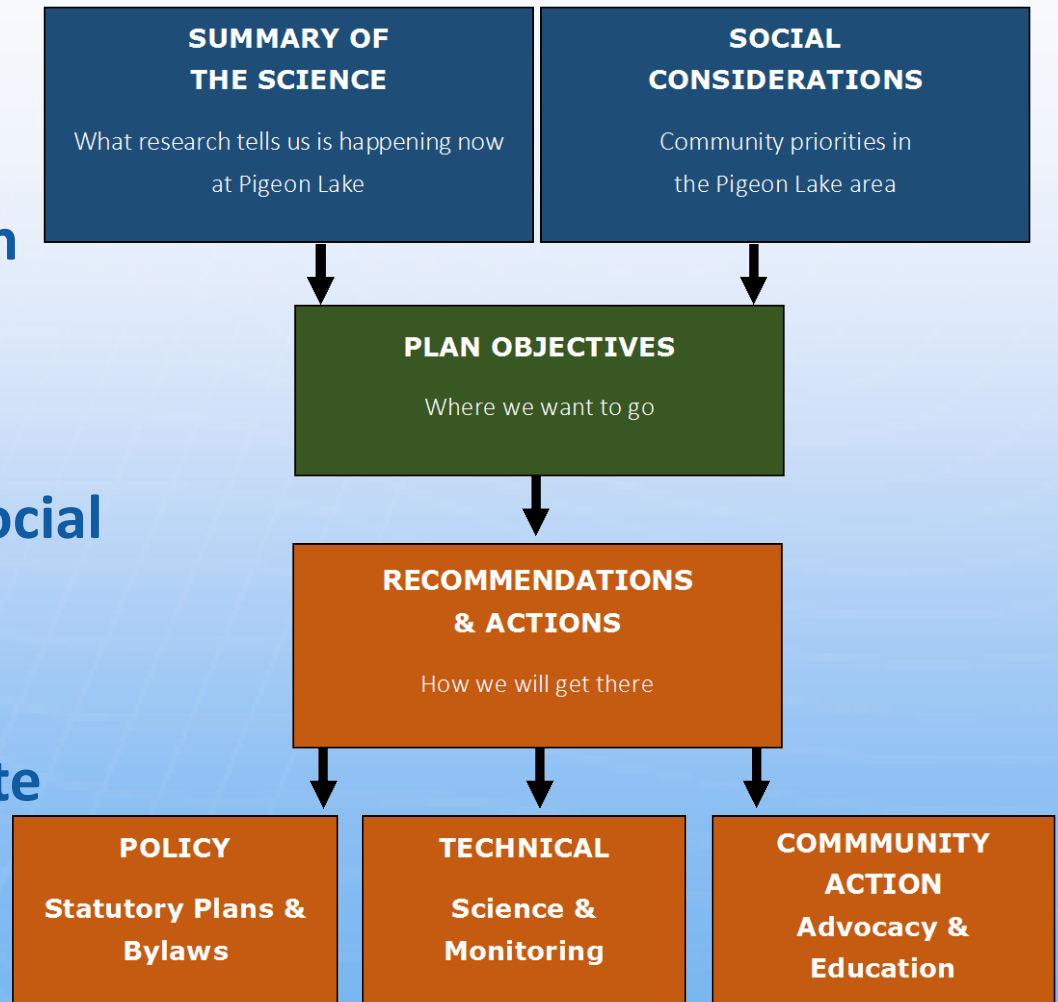 SUMMARY OF
THE SCIENCE
What research tells us is happening now
at Pigeon Lake
SOCIAL
CONSIDERATIONS
Community priorities in
the Pigeon Lake area
PLAN OBJECTIVES
Where we want to go
RECOMMENDATIONS
& ACTIONS
How we will get there
POLICY
Statutory Plans &
Bylaws
TECHNICAL
Science &
Monitoring
COMMMUNITY
ACTION
Advocacy &
Education